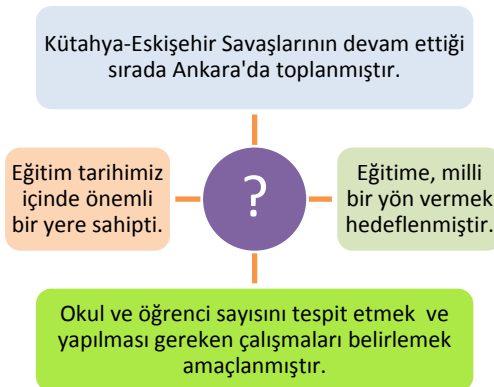 Kütahya-Eskişehir Savaşlarının devam ettiği
sırada Ankara'da toplanmıştır.
Eğitim tarihimiz
içinde önemli
bir yere sahipti.
?
Eğitime, milli
bir yön vermek
hedeflenmiştir.
Okul ve öğrenci sayısını tespit etmek ve
yapılması gereken çalışmaları belirlemek
amaçlanmıştır.